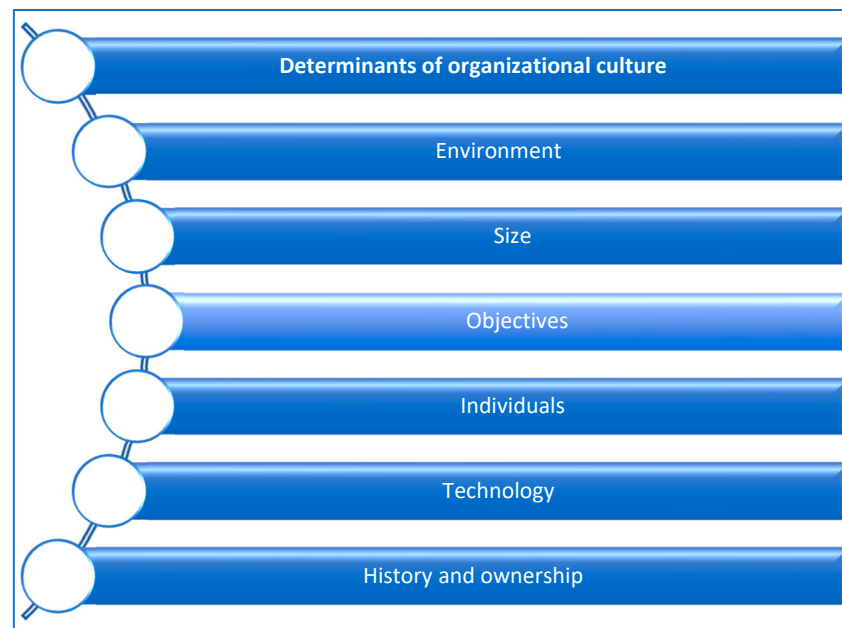 Determinants of organizational culture
Environment
Size
Objectives
Individuals
Technology
History and ownership